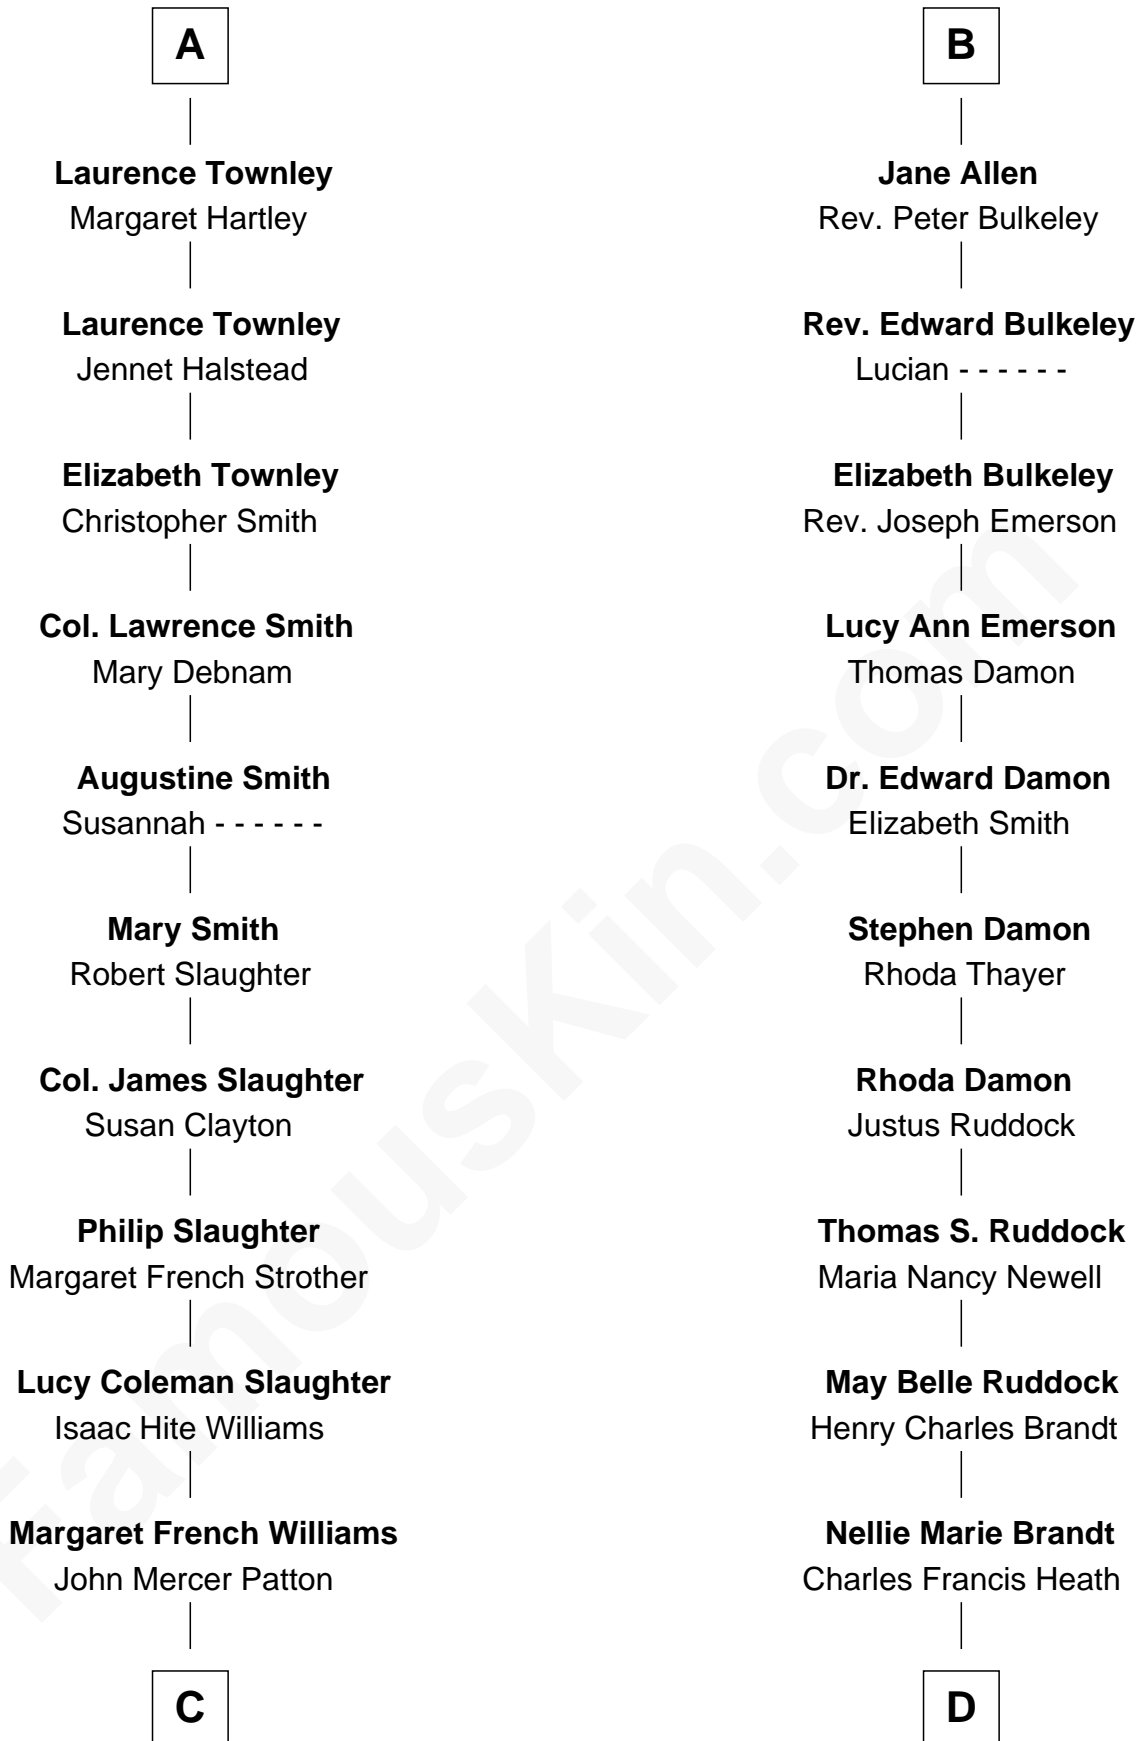 A
Laurence Townley
Margaret Hartley
Laurence Townley
Jennet Halstead
Elizabeth Townley
Christopher Smith
Col. Lawrence Smith
Mary Debnam
Augustine Smith
Susannah - - - - - -
Mary Smith
Robert Slaughter
Col. James Slaughter
Susan Clayton
Philip Slaughter
Margaret French Strother
Lucy Coleman Slaughter
Isaac Hite Williams
Margaret French Williams
John Mercer Patton
C
B
Jane Allen
Rev. Peter Bulkeley
Rev. Edward Bulkeley
Lucian - - - - - -
Elizabeth Bulkeley
Rev. Joseph Emerson
Lucy Ann Emerson
Thomas Damon
Dr. Edward Damon
Elizabeth Smith
Stephen Damon
Rhoda Thayer
Rhoda Damon
Justus Ruddock
Thomas S. Ruddock
Maria Nancy Newell
May Belle Ruddock
Henry Charles Brandt
Nellie Marie Brandt
Charles Francis Heath
D
FamousKin.com